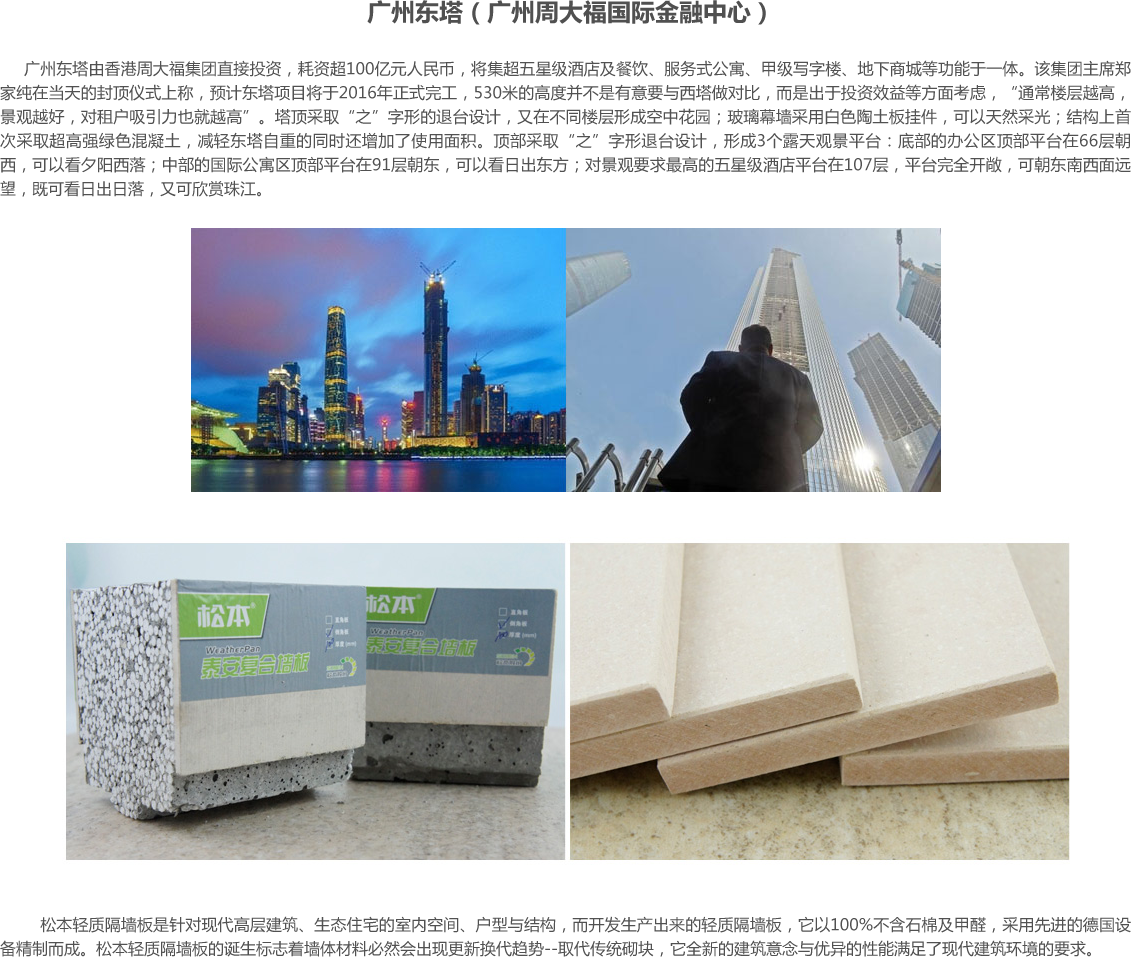 广州东塔（广州周大福国际金融中心）
广州东塔由香港周大福集团直接投资，耗资超100亿元人民币，将集超五星级酒店及餐饮、服务式公寓、甲级写字楼、地下商城等功能于一体。该集团主席郑
家纯在当天的封顶仪式上称，预计东塔项目将于2016年正式完工，530米的高度并不是有意要与西塔做对比，而是出于投资效益等方面考虑，“通常楼层越高，
景观越好，对租户吸引力也就越高”。塔顶采取“之”字形的退台设计，又在不同楼层形成空中花园；玻璃幕墙采用白色陶土板挂件，可以天然采光；结构上首
次采取超高强绿色混凝土，减轻东塔自重的同时还增加了使用面积。顶部采取“之”字形退台设计，形成3个露天观景平台：底部的办公区顶部平台在66层朝
西，可以看夕阳西落；中部的国际公寓区顶部平台在91层朝东，可以看日出东方；对景观要求最高的五星级酒店平台在107层，平台完全开敞，可朝东南西面远
望，既可看日出日落，又可欣赏珠江。
松本®
直角板
倒角板
厚度 (mm)
WeatherPan
泰安复合墙板
松本
直角板
倒角板
厚度 (mm)
WeatherPan
泰安复合墙板
松本轻质隔墙板是针对现代高层建筑、生态住宅的室内空间、户型与结构，而开发生产出来的轻质隔墙板，它以100%不含石棉及甲醛，采用先进的德国设
备精制而成。松本轻质隔墙板的诞生标志着墙体材料必然会出现更新换代趋势--取代传统砌块，它全新的建筑意念与优异的性能满足了现代建筑环境的要求。